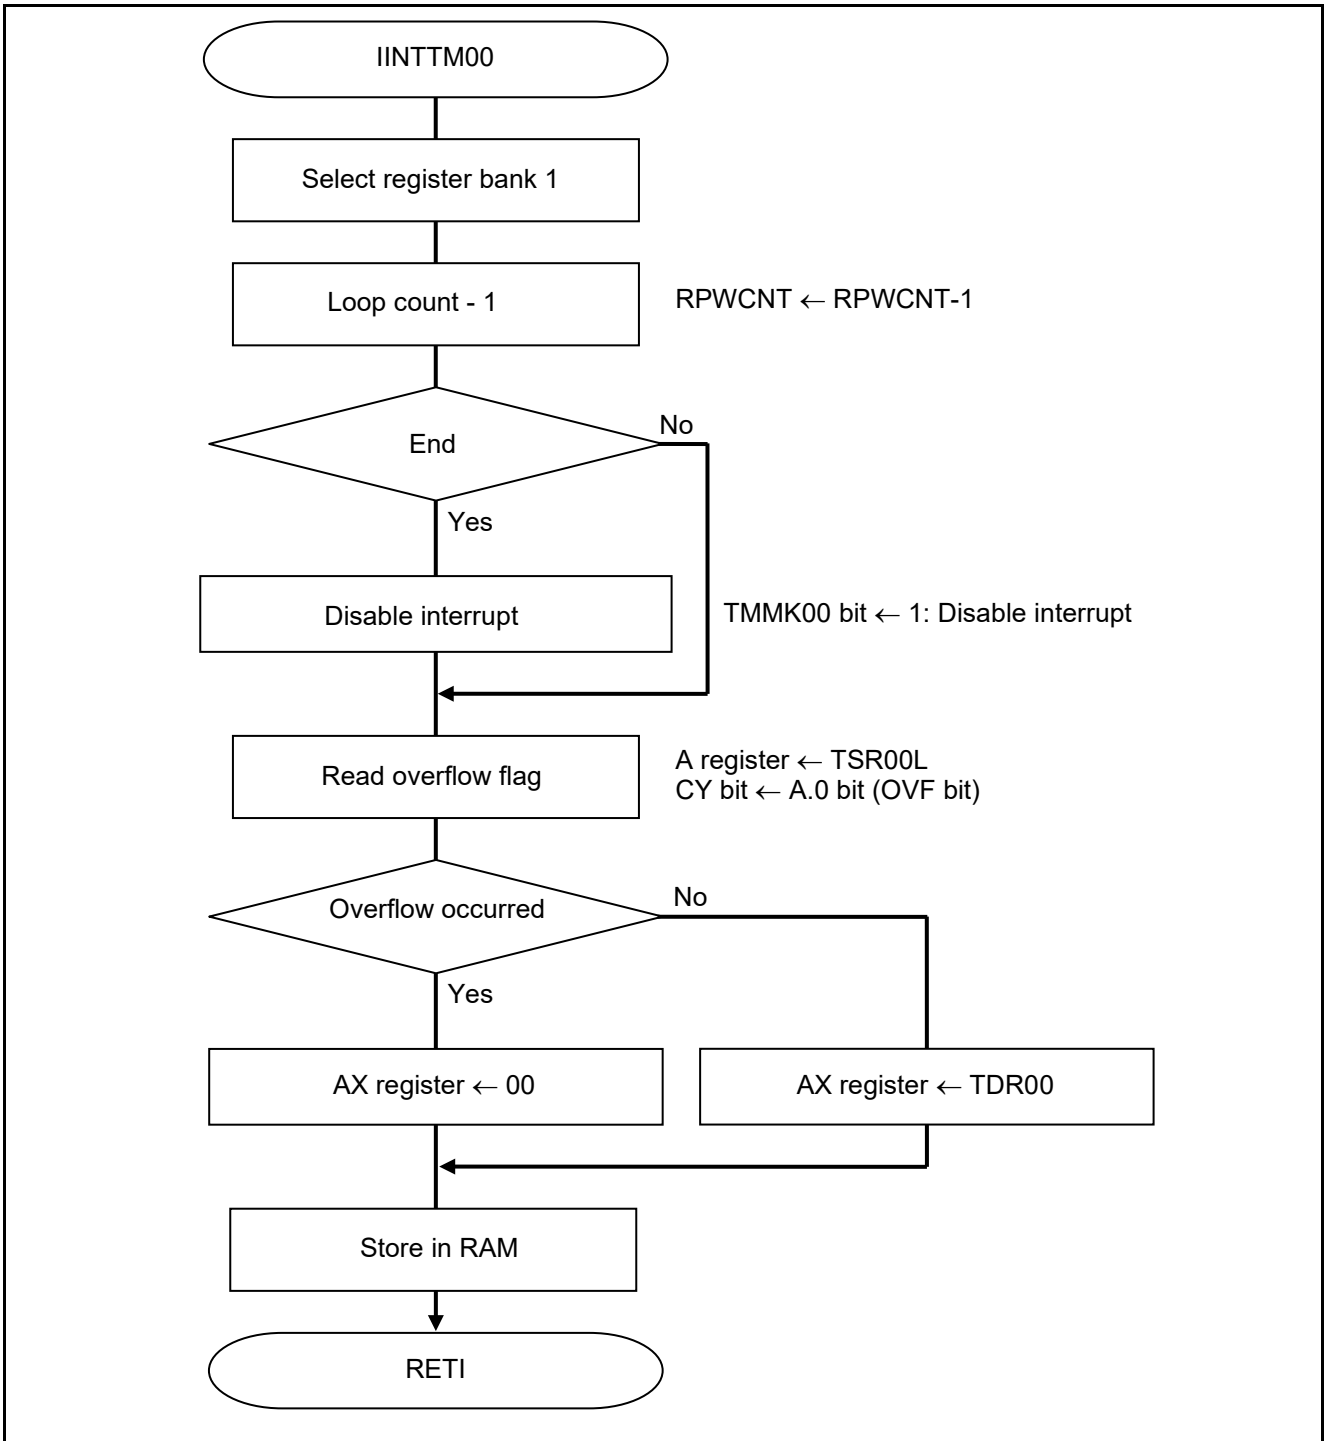 IINTTM00
Select register bank 1
Loop count - 1
RPWCNT ← RPWCNT-1
End
No
Yes
Disable interrupt
TMMK00 bit ← 1: Disable interrupt
Read overflow flag
A register ← TSR00L
CY bit ← A.0 bit (OVF bit)
Overflow occurred
No
Yes
AX register ← 00
AX register ← TDR00
Store in RAM
RETI